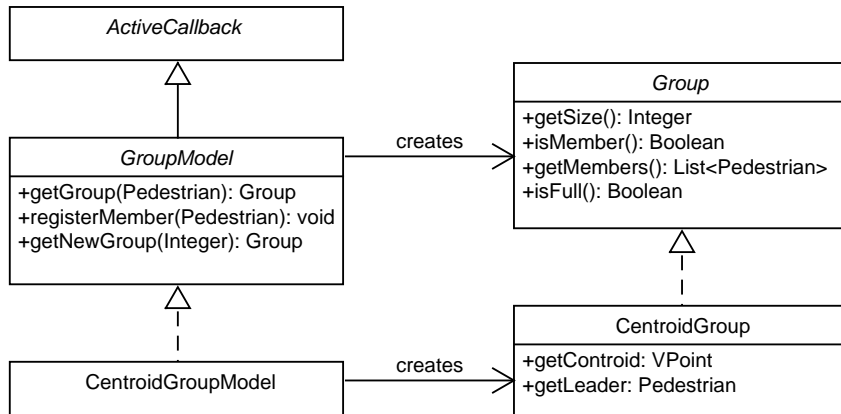 ActiveCallback
Group
+getSize(): Integer
+isMember(): Boolean
+getMembers(): List<Pedestrian>
+isFull(): Boolean
creates
GroupModel
+getGroup(Pedestrian): Group
+registerMember(Pedestrian): void
+getNewGroup(Integer): Group
CentroidGroup
+getControid: VPoint
+getLeader: Pedestrian
creates
CentroidGroupModel